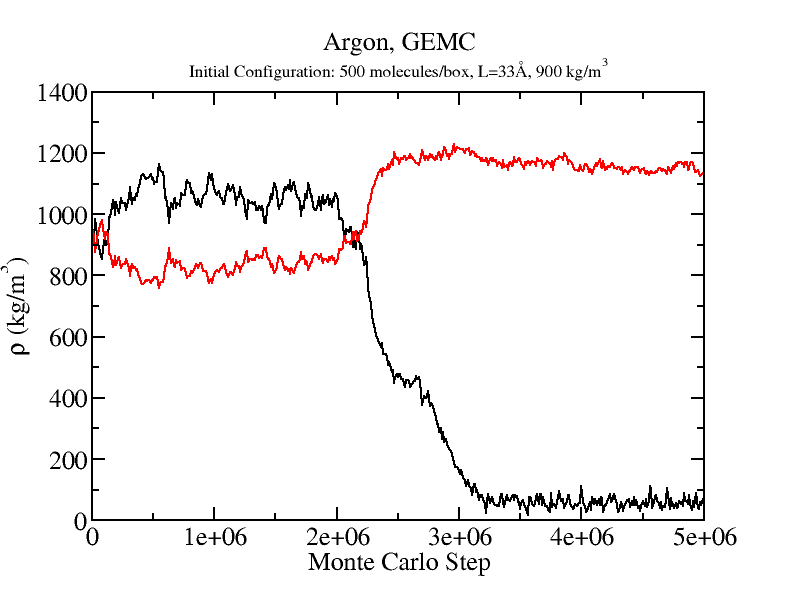 Argon, GEMC
Initial Configuration: 500 molecules/box, L=33Å, 900 kg/m³
1400
1200
1000
800
600
400
200
0
ρ (kg/m³)
0 1e+06 2e+06 3e+06 4e+06 5e+06
Monte Carlo Step